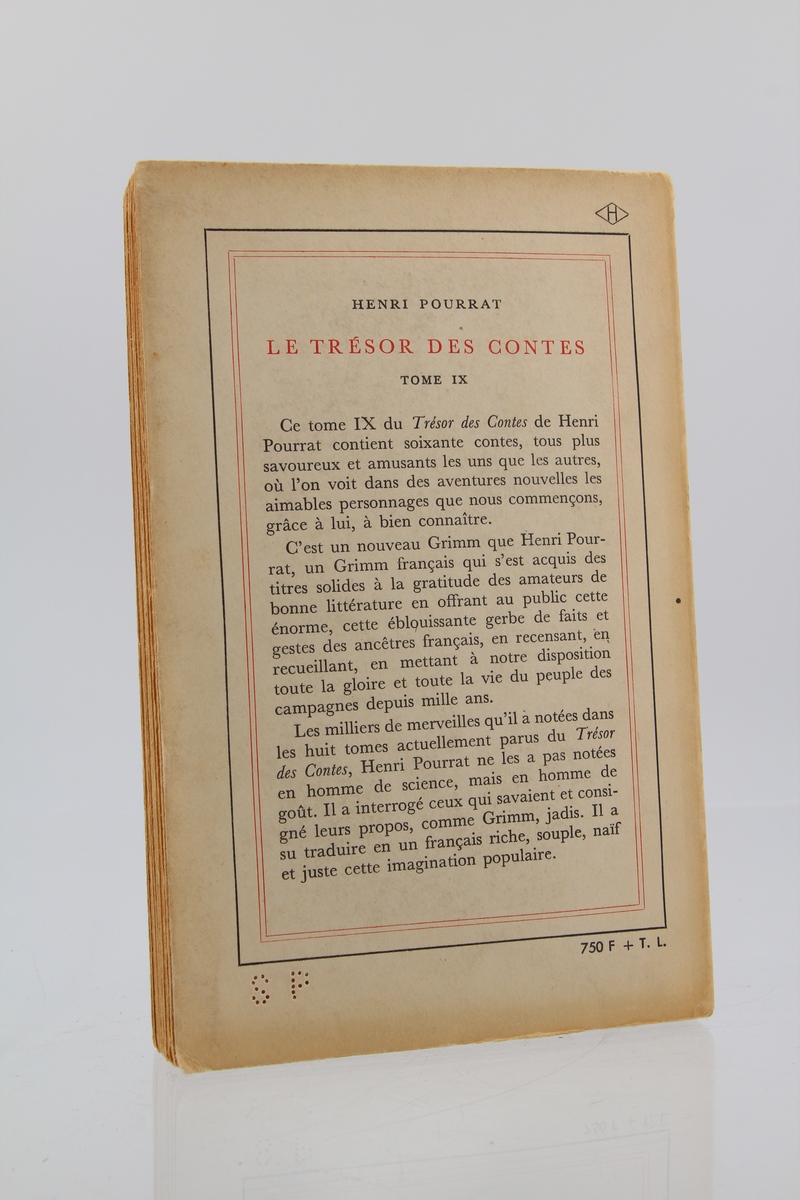 H
HENRI POURRAT
LE TRÉSOR DES CONTES
TOME IX
Ce tome IX du Trésor des Contes de Henri
Pourrat contient soixante contes, tous plus
savoureux et amusants les uns que les autres,
où l'on voit dans des aventures nouvelles les
aimables personnages que nous commençons,
grâce à lui, à bien connaître.
C'est un nouveau Grimm que Henri Pour-
rat, un Grimm français qui s'est acquis des
titres solides à la gratitude des amateurs de
bonne littérature en offrant au public cette
énorme, cette éblouissante gerbe de faits et
gestes des ancêtres français, en recensant, en
recueillant, en mettant à notre disposition
toute la gloire et toute la vie du peuple des
campagnes depuis mille ans.
Les milliers de merveilles qu'il a notées dans
les huit tomes actuellement parus du Trésor
des Contes, Henri Pourrat ne les a pas notées
en homme de science, mais en homme de
goût. Il a interrogé ceux qui savaient et consi-
gné leurs propos, comme Grimm, jadis. Il a
su traduire en un français riche, souple, naïf
et juste cette imagination populaire.
750 F + T. L.
S P